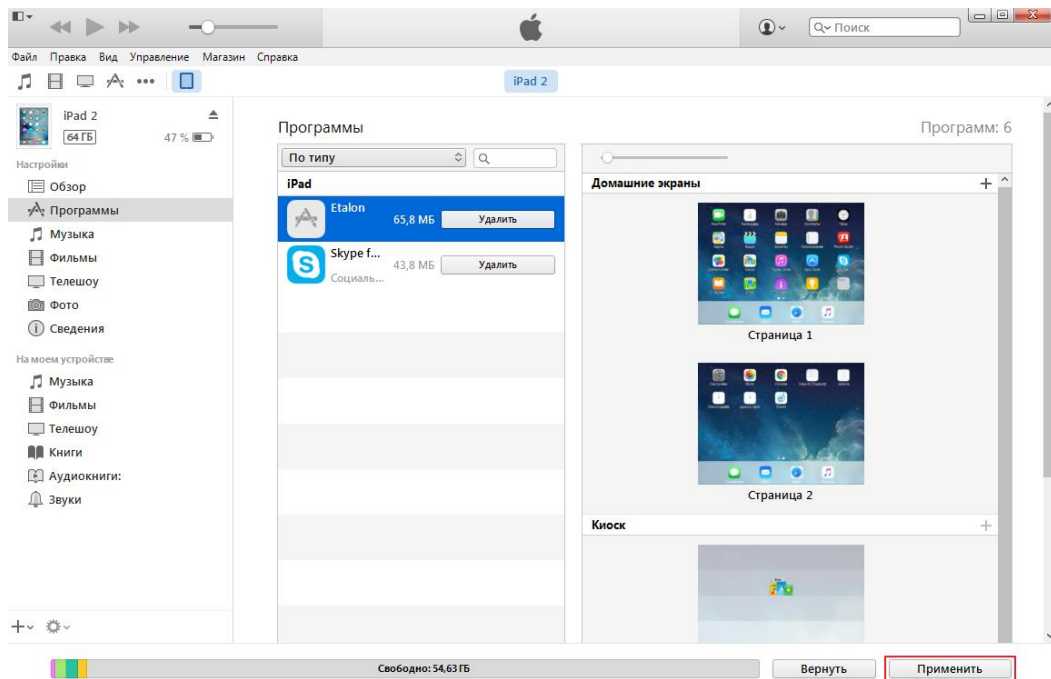 Поиск
Файл Правка Вид Управление Магазин Справка
iPad 2
iPad 2
64 ГБ 47 %
Настройки
Обзор
Программы
Музыка
Фильмы
Телешоу
Фото
Сведения
На моем устройстве
Музыка
Фильмы
Телешоу
Книги
Аудиокниги:
Звуки
Программы
Программ: 6
По типу
iPad
Etalon
65,8 МБ Удалить
Skype f...
43,8 МБ Удалить
Социаль...
Домашние экраны
Страница 1
Страница 2
Киоск
Свободно: 54,63 ГБ
Вернуть
Применить